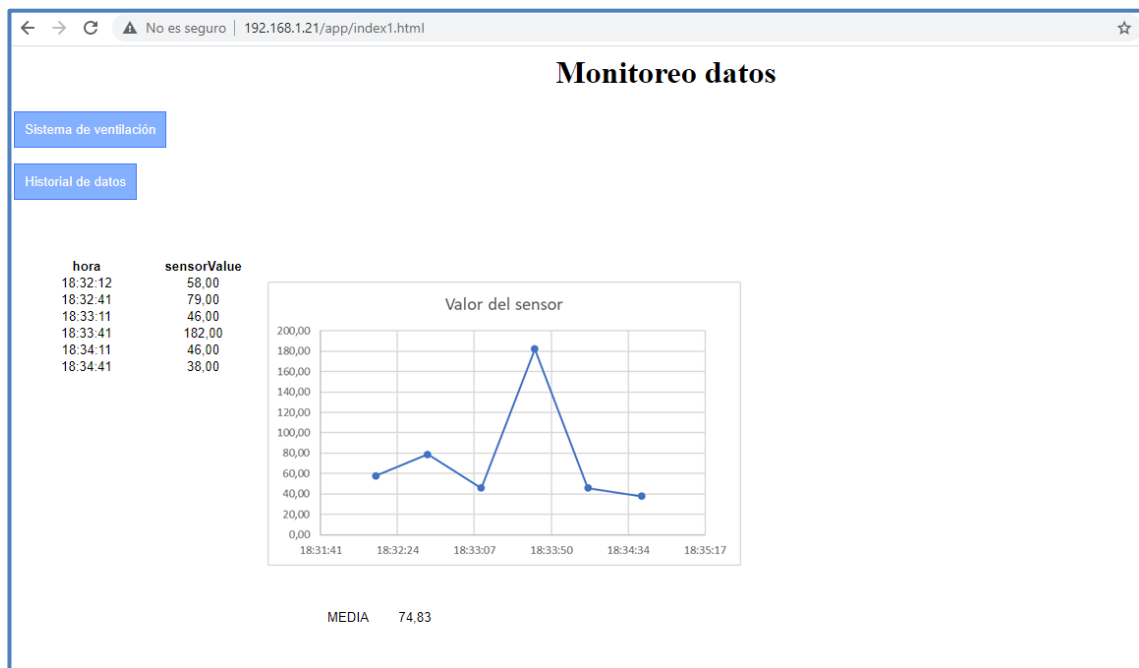 No es seguro | 192.168.1.21/app/index1.html
Monitoreo datos
Sistema de ventilación
Historial de datos
hora sensorValue
18:32:12 58,00
18:32:41 79,00
18:33:11 46,00
18:33:41 182,00
18:34:11 46,00
18:34:41 38,00
Valor del sensor
200,00
180,00
160,00
140,00
120,00
100,00
80,00
60,00
40,00
20,00
0,00
18:31:41 18:32:24 18:33:07 18:33:50 18:34:34 18:35:17
MEDIA 74,83